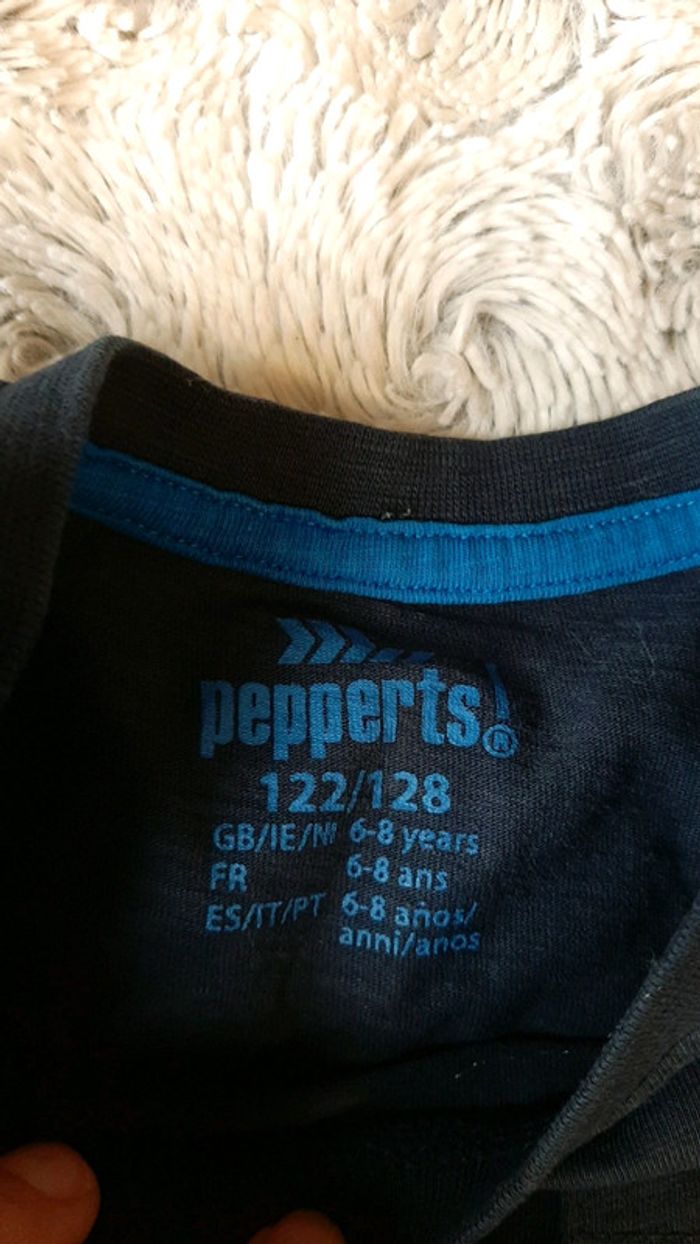 pepperts!®
122/128
GB/IE/NI 6-8 years
FR 6-8 ans
ES/IT/PT 6-8 años/
anni/anos